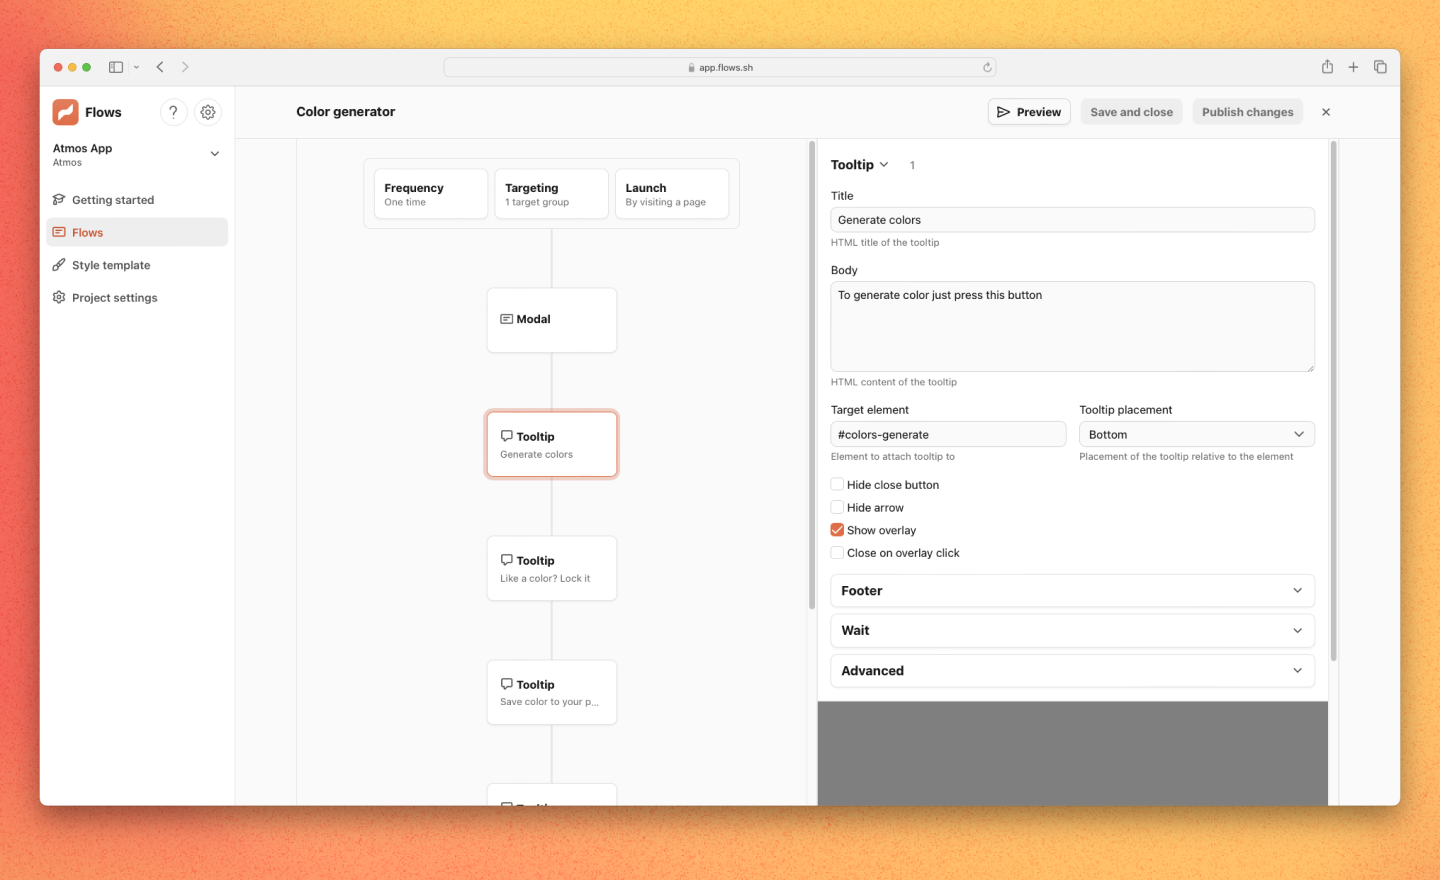 app.flows.sh
Flows
?
Atmos App
Atmos
Getting started
Flows
Style template
Project settings
Color generator
Preview
Save and close
Publish changes
Frequency
One time
Targeting
1 target group
Launch
By visiting a page
Modal
Tooltip
Generate colors
Tooltip
Like a color? Lock it
Tooltip
Save color to your p...
Tooltip 1
Title
Generate colors
HTML title of the tooltip
Body
To generate color just press this button
HTML content of the tooltip
Target element
#colors-generate
Element to attach tooltip to
Tooltip placement
Bottom
Placement of the tooltip relative to the element
Hide close button
Hide arrow
Show overlay
Close on overlay click
Footer
Wait
Advanced